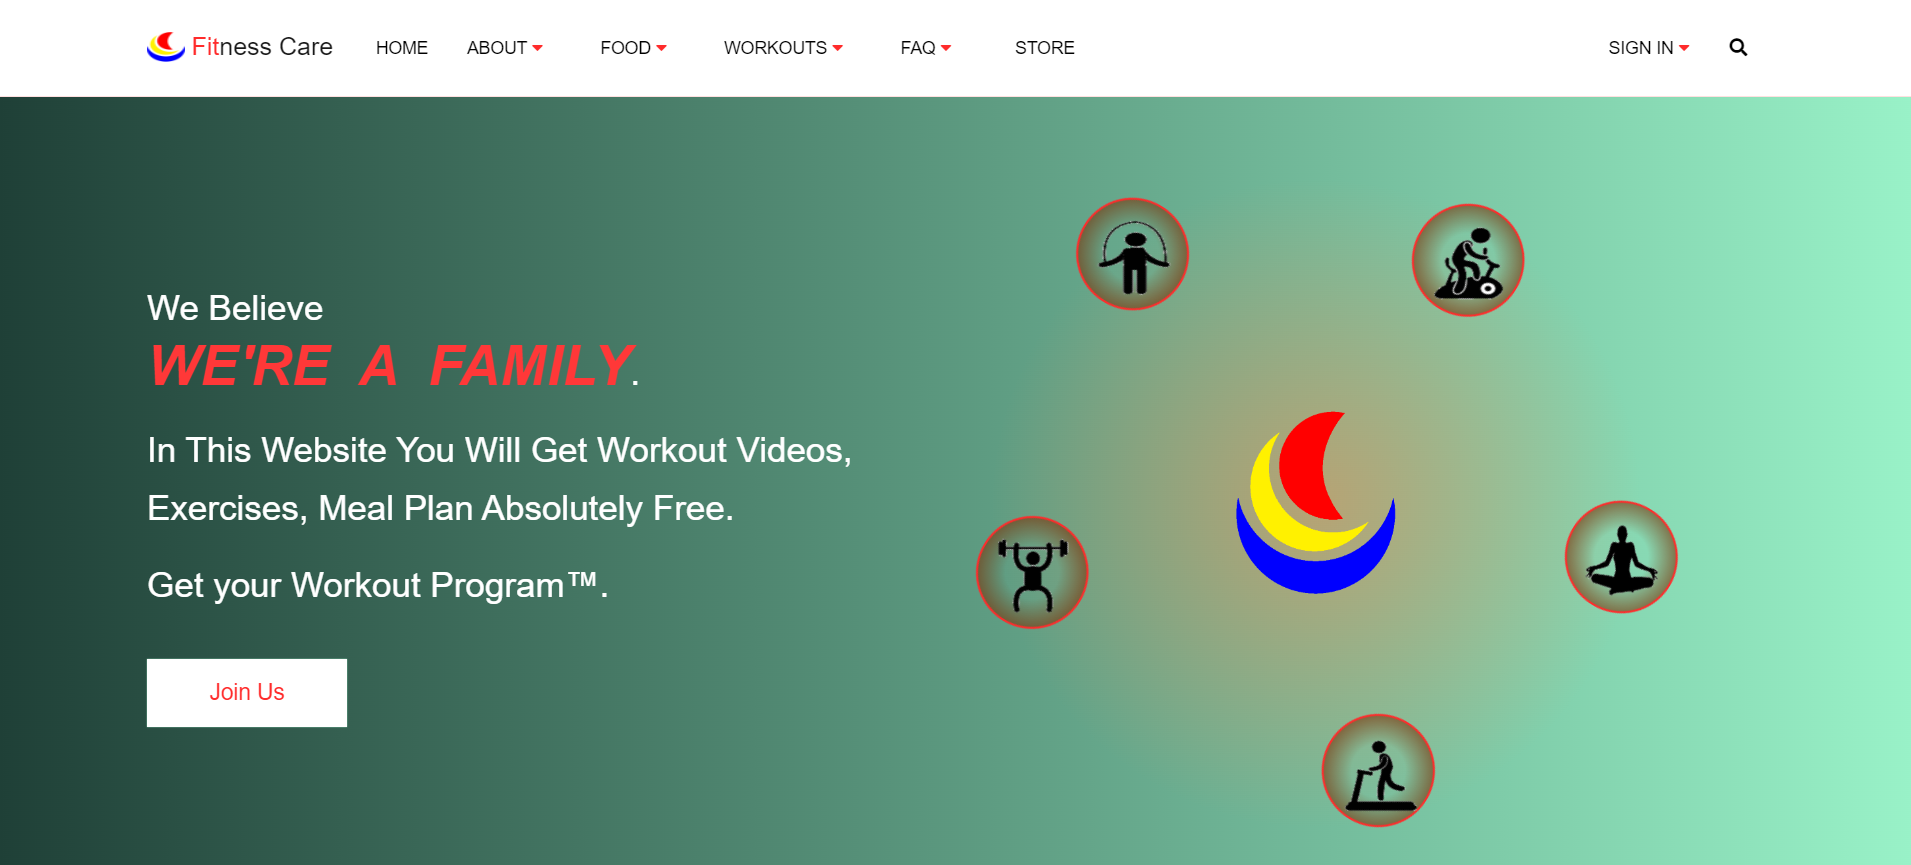 Fitness Care HOME ABOUT FOOD WORKOUTS FAQ STORE SIGN IN
We Believe
WE'RE A FAMILY.
In This Website You Will Get Workout Videos,
Exercises, Meal Plan Absolutely Free.
Get your Workout Program™.
Join Us